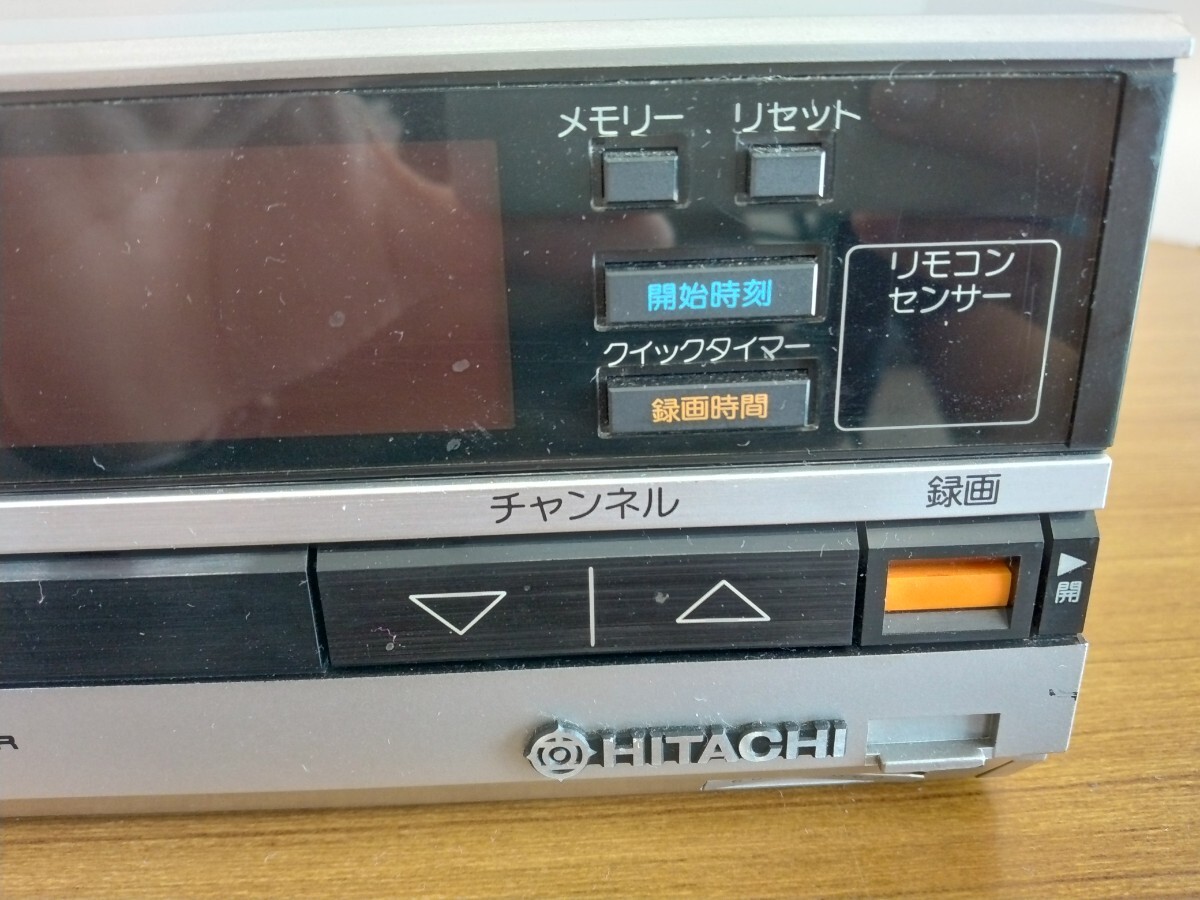 メモリー リセット
開始時刻
リモコン
センサー
クイックタイマー
録画時間
チャンネル 録画
▶
開
R
HITACHI